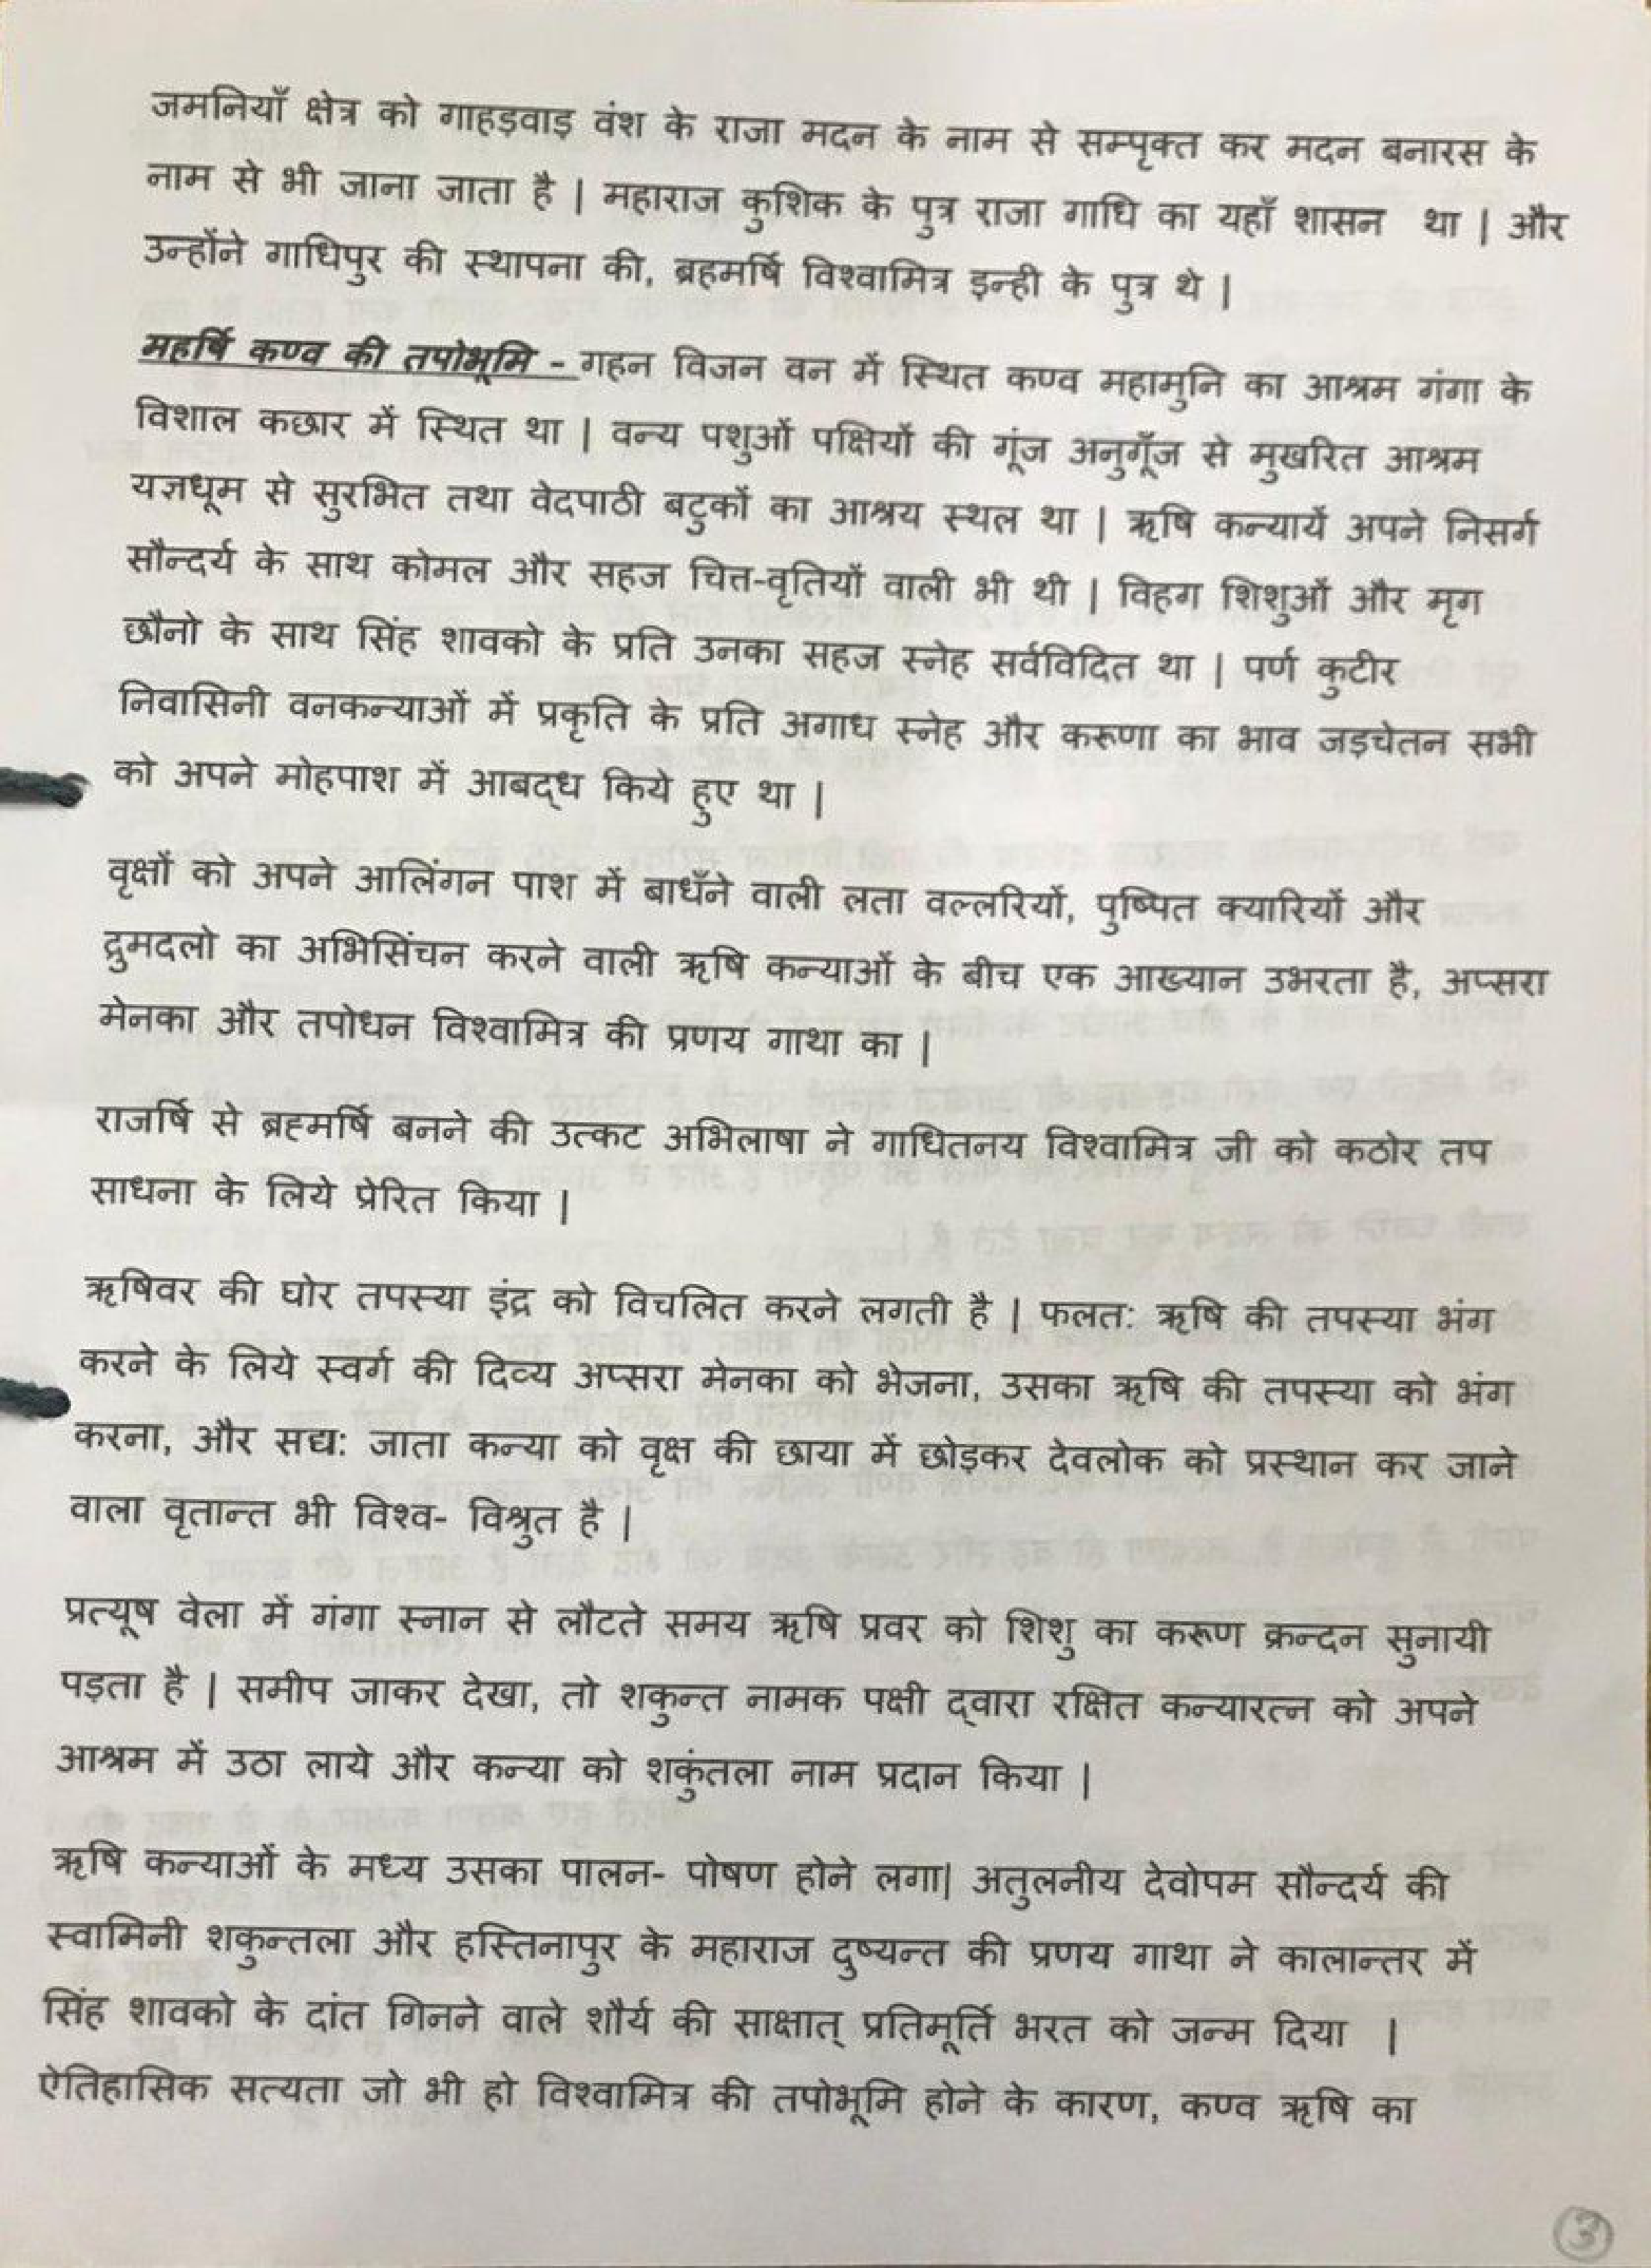 जमनियाँ क्षेत्र को गाहड़वाड़ वंश के राजा मदन के नाम से सम्पृक्त कर मदन बनारस के
नाम से भी जाना जाता है | महाराज कुशिक के पुत्र राजा गाधि का यहाँ शासन था | और
उन्होंने गाधिपुर की स्थापना की, ब्रहमर्षि विश्वामित्र इन्ही के पुत्र थे |
महर्षि कण्व की तपोभूमि - गहन विजन वन में स्थित कण्व महामुनि का आश्रम गंगा के
विशाल कछार में स्थित था | वन्य पशुओं पक्षियों की गूंज अनुगूँज से मुखरित आश्रम
यज्ञधूम से सुरभित तथा वेदपाठी बटुकों का आश्रय स्थल था | ऋषि कन्यायें अपने निसर्ग
सौन्दर्य के साथ कोमल और सहज चित्त-वृतियों वाली भी थी | विहग शिशुओं और मृग
छौनो के साथ सिंह शावको के प्रति उनका सहज स्नेह सर्वविदित था | पर्ण कुटीर
निवासिनी वनकन्याओं में प्रकृति के प्रति अगाध स्नेह और करूणा का भाव जड़चेतन सभी
को अपने मोहपाश में आबद्ध किये हुए था |
वृक्षों को अपने आलिंगन पाश में बाधँने वाली लता वल्लरियों, पुष्पित क्यारियों और
द्रुमदलो का अभिसिंचन करने वाली ऋषि कन्याओं के बीच एक आख्यान उभरता है, अप्सरा
मेनका और तपोधन विश्वामित्र की प्रणय गाथा का |
राजर्षि से ब्रह्मर्षि बनने की उत्कट अभिलाषा ने गाधितनय विश्वामित्र जी को कठोर तप
साधना के लिये प्रेरित किया |
ऋषिवर की घोर तपस्या इंद्र को विचलित करने लगती है | फलत: ऋषि की तपस्या भंग
करने के लिये स्वर्ग की दिव्य अप्सरा मेनका को भेजना, उसका ऋषि की तपस्या को भंग
करना, और सद्य: जाता कन्या को वृक्ष की छाया में छोड़कर देवलोक को प्रस्थान कर जाने
वाला वृतान्त भी विश्व- विश्रुत है |
प्रत्यूष वेला में गंगा स्नान से लौटते समय ऋषि प्रवर को शिशु का करूण क्रन्दन सुनायी
पड़ता है | समीप जाकर देखा, तो शकुन्त नामक पक्षी द्वारा रक्षित कन्यारत्न को अपने
आश्रम में उठा लाये और कन्या को शकुंतला नाम प्रदान किया |
ऋषि कन्याओं के मध्य उसका पालन- पोषण होने लगा| अतुलनीय देवोपम सौन्दर्य की
स्वामिनी शकुन्तला और हस्तिनापुर के महाराज दुष्यन्त की प्रणय गाथा ने कालान्तर में
सिंह शावको के दांत गिनने वाले शौर्य की साक्षात् प्रतिमूर्ति भरत को जन्म दिया |
ऐतिहासिक सत्यता जो भी हो विश्वामित्र की तपोभूमि होने के कारण, कण्व ऋषि का
3